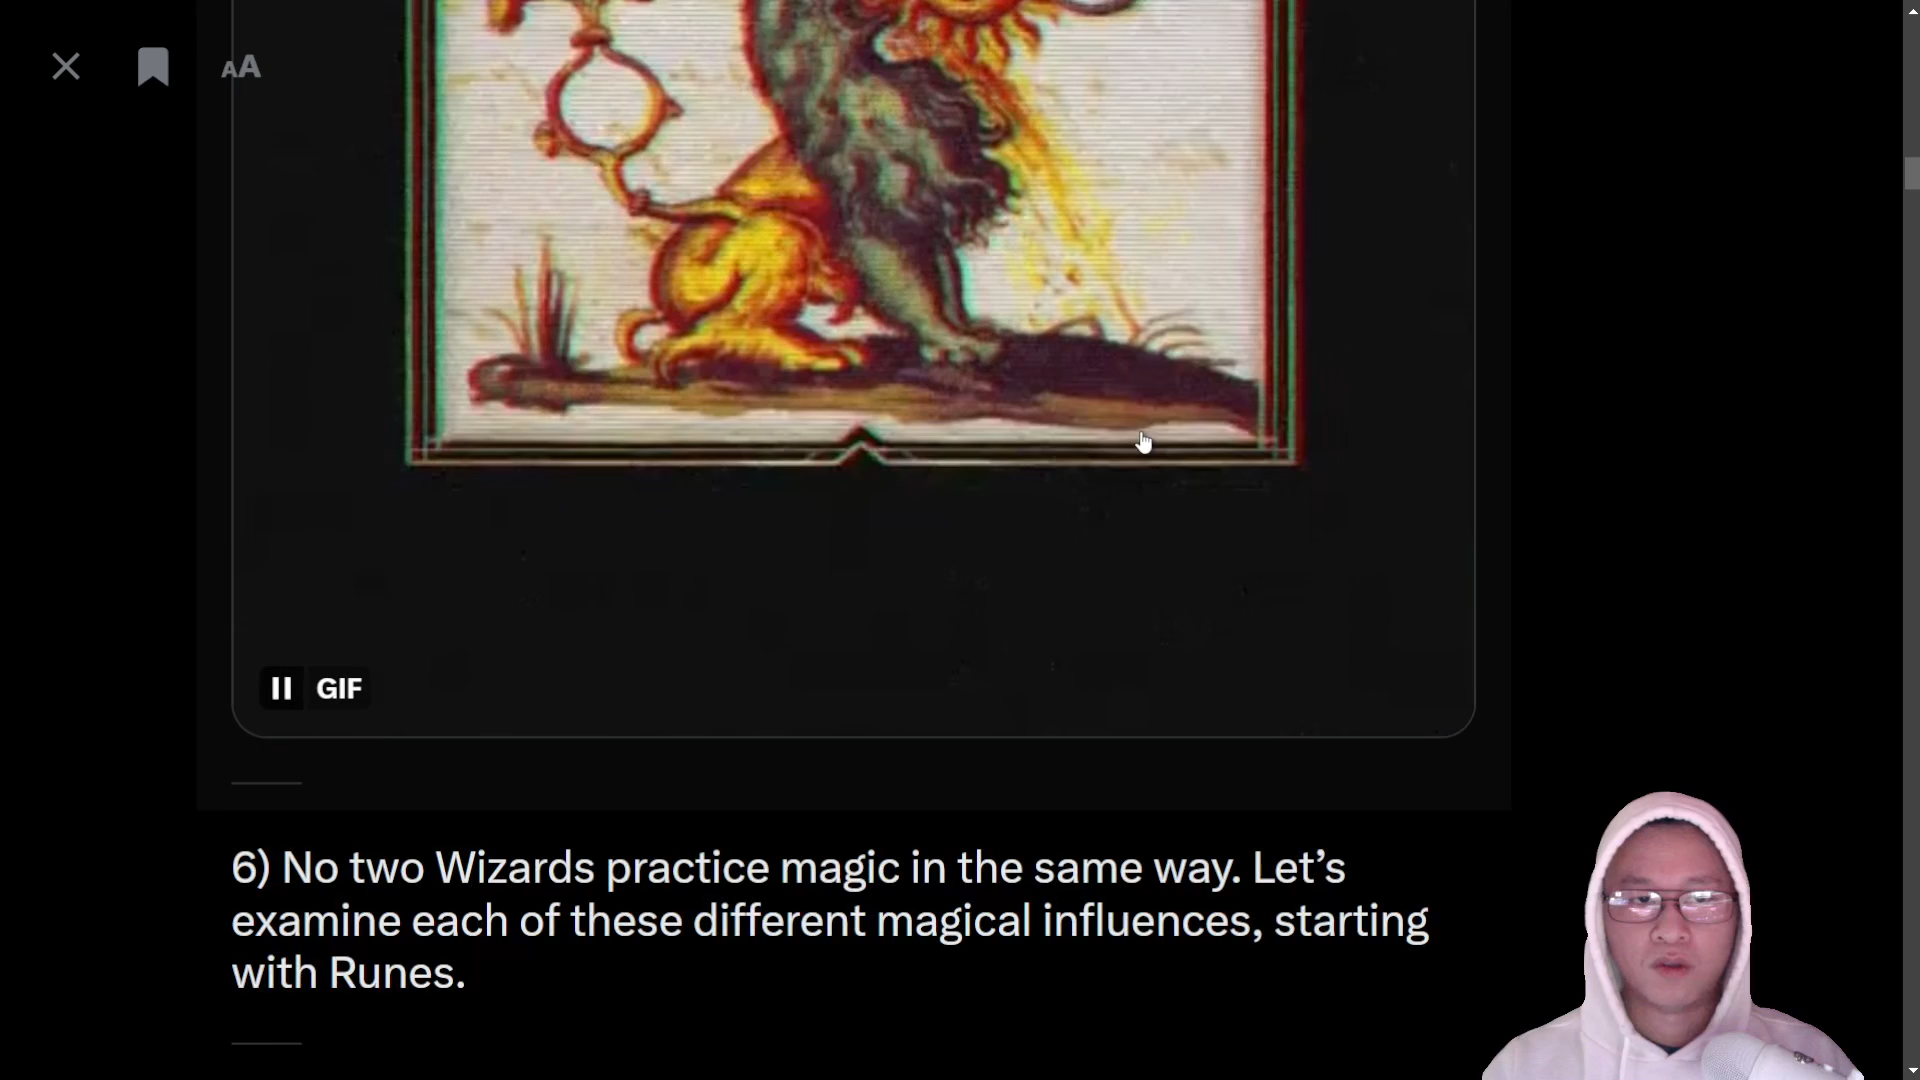 AA
GIF
6) No two Wizards practice magic in the same way. Let’s
examine each of these different magical influences, starting
with Runes.